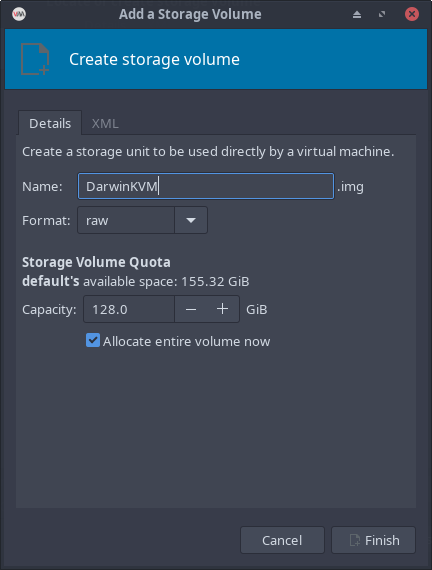 Add a Storage Volume
Create storage volume
Details XML
Create a storage unit to be used directly by a virtual machine.
Name: DarwinKVM .img
Format: raw
Storage Volume Quota
default's available space: 155.32 GiB
Capacity: 128.0 − + GiB
Allocate entire volume now
Cancel Finish